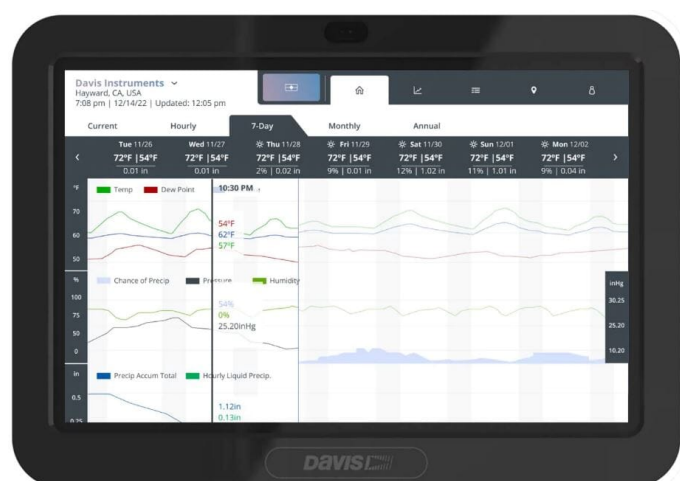 Davis Instruments
Hayward, CA, USA
7:08 pm | 12/14/22 | Updated: 12:05 pm
Current Hourly 7-Day Monthly Annual
Tue 11/26 Wed 11/27 Thu 11/28 Fri 11/29 Sat 11/30 Sun 12/01 Mon 12/02
72°F |54°F 72°F |54°F 72°F |54°F 72°F |54°F 72°F |54°F 72°F |54°F 72°F |54°F
0.01 in 0.01 in 2% | 0.02 in 9% | 0.01 in 12% | 1.02 in 11% | 1.01 in 9% | 0.04 in
°F Temp Dew Point 10:30 PM
70
54°F
60 62°F
57°F
50
% Chance of Precip Pressure Humidity inHg
100 30.25
54%
75 0%
25.20inHg 25.20
50
0 10.20
in Precip Accum Total Hourly Liquid Precip.
0.5
1.12in
0.25 0.13in
DAVIS